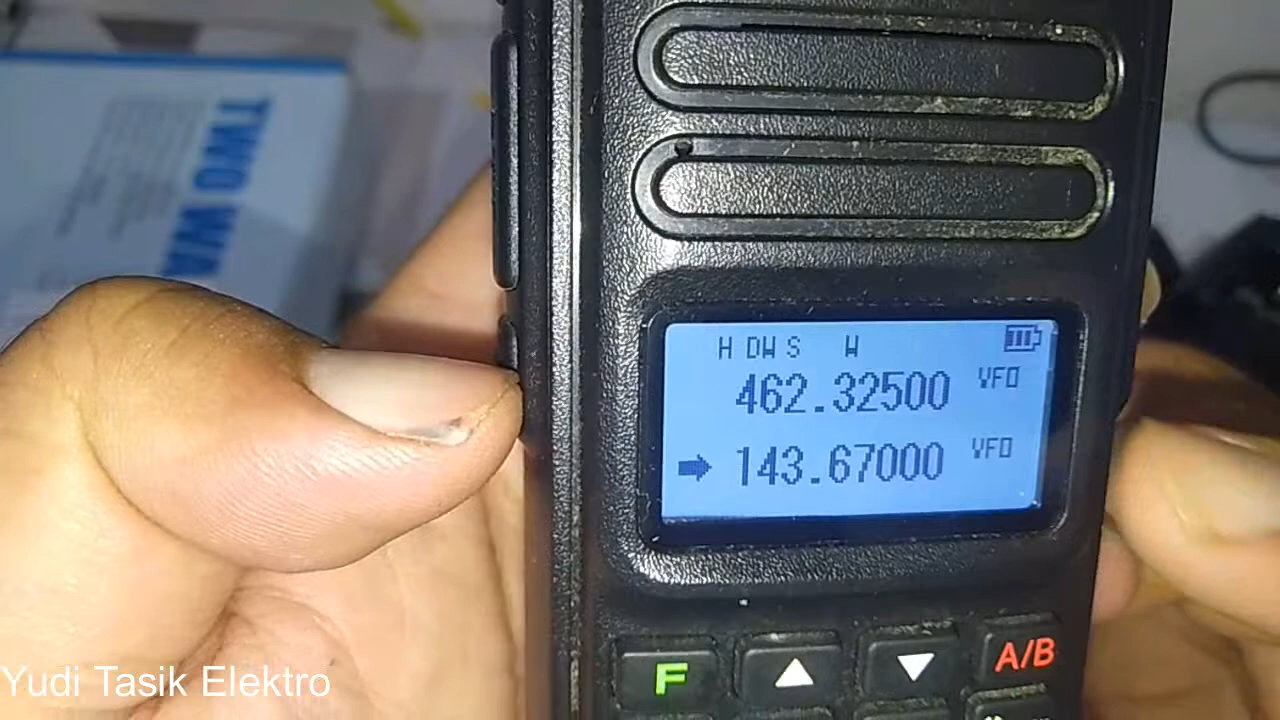 TWO WA
H DW S W
462.32500 VFO
143.67000 VFO
F
A/B
Yudi Tasik Elektro